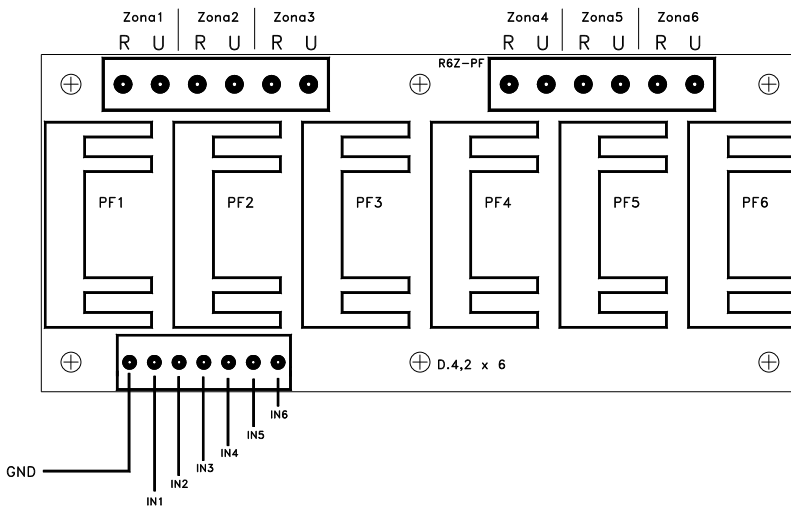 Zona1 Zona2 Zona3 Zona4 Zona5 Zona6
R U R U R U R U R U R U
R6Z-PF
PF1 PF2 PF3 PF4 PF5 PF6
D.4,2 x 6
IN6
IN5
IN4
IN3
GND
IN2
IN1